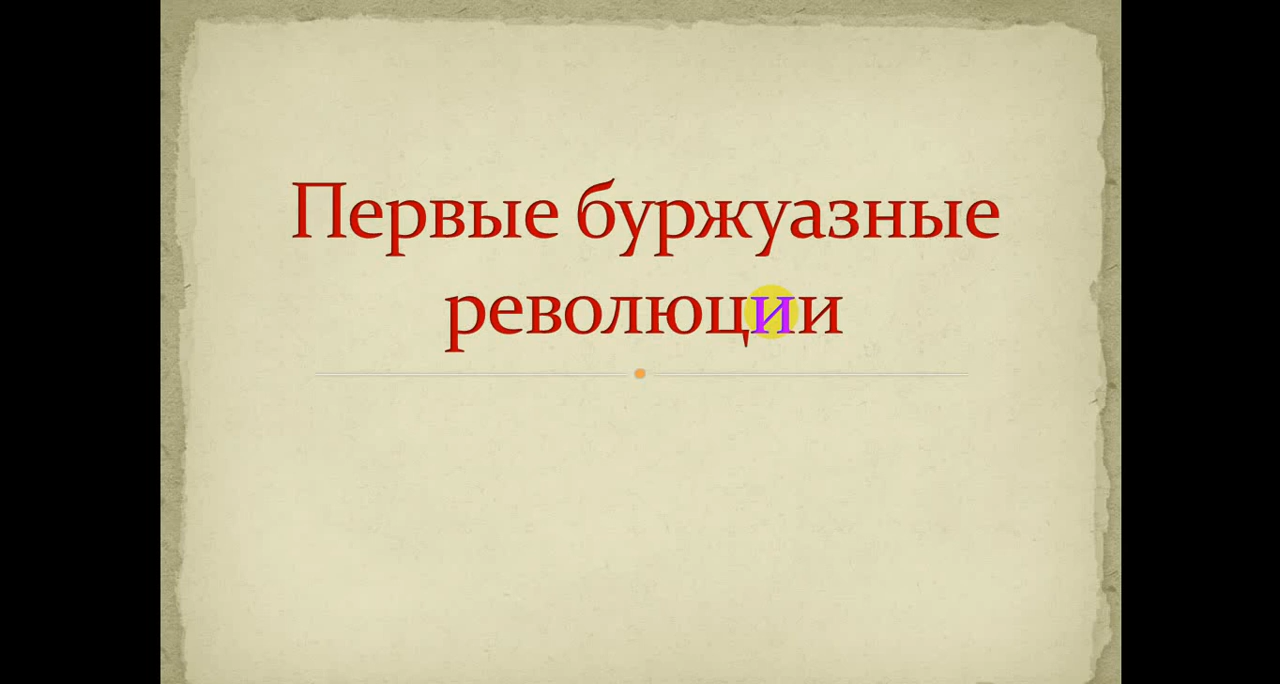 Первые буржуазные
революции